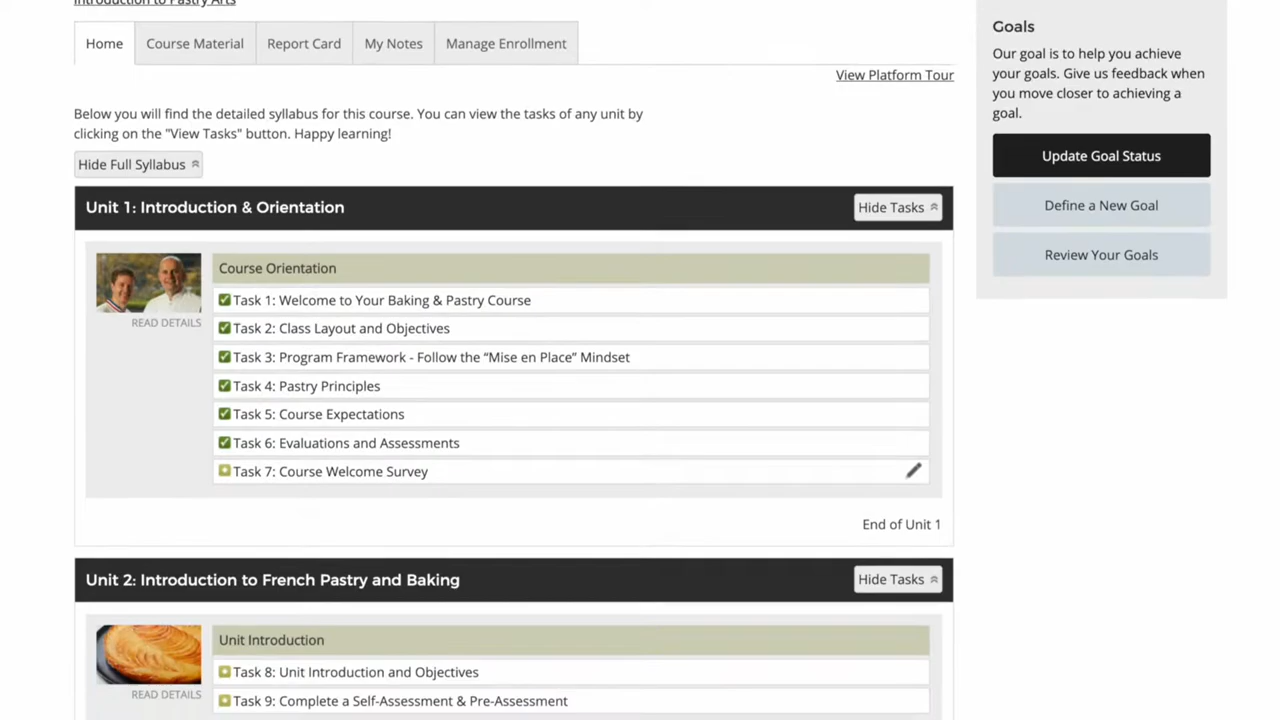 Introduction to Pastry Arts
Home
Course Material
Report Card
My Notes
Manage Enrollment
View Platform Tour
Below you will find the detailed syllabus for this course. You can view the tasks of any unit by
clicking on the "View Tasks" button. Happy learning!
Hide Full Syllabus
Unit 1: Introduction & Orientation
Hide Tasks
READ DETAILS
Course Orientation
Task 1: Welcome to Your Baking & Pastry Course
Task 2: Class Layout and Objectives
Task 3: Program Framework - Follow the “Mise en Place” Mindset
Task 4: Pastry Principles
Task 5: Course Expectations
Task 6: Evaluations and Assessments
Task 7: Course Welcome Survey
End of Unit 1
Unit 2: Introduction to French Pastry and Baking
Hide Tasks
READ DETAILS
Unit Introduction
Task 8: Unit Introduction and Objectives
Task 9: Complete a Self-Assessment & Pre-Assessment
Goals
Our goal is to help you achieve
your goals. Give us feedback when
you move closer to achieving a
goal.
Update Goal Status
Define a New Goal
Review Your Goals